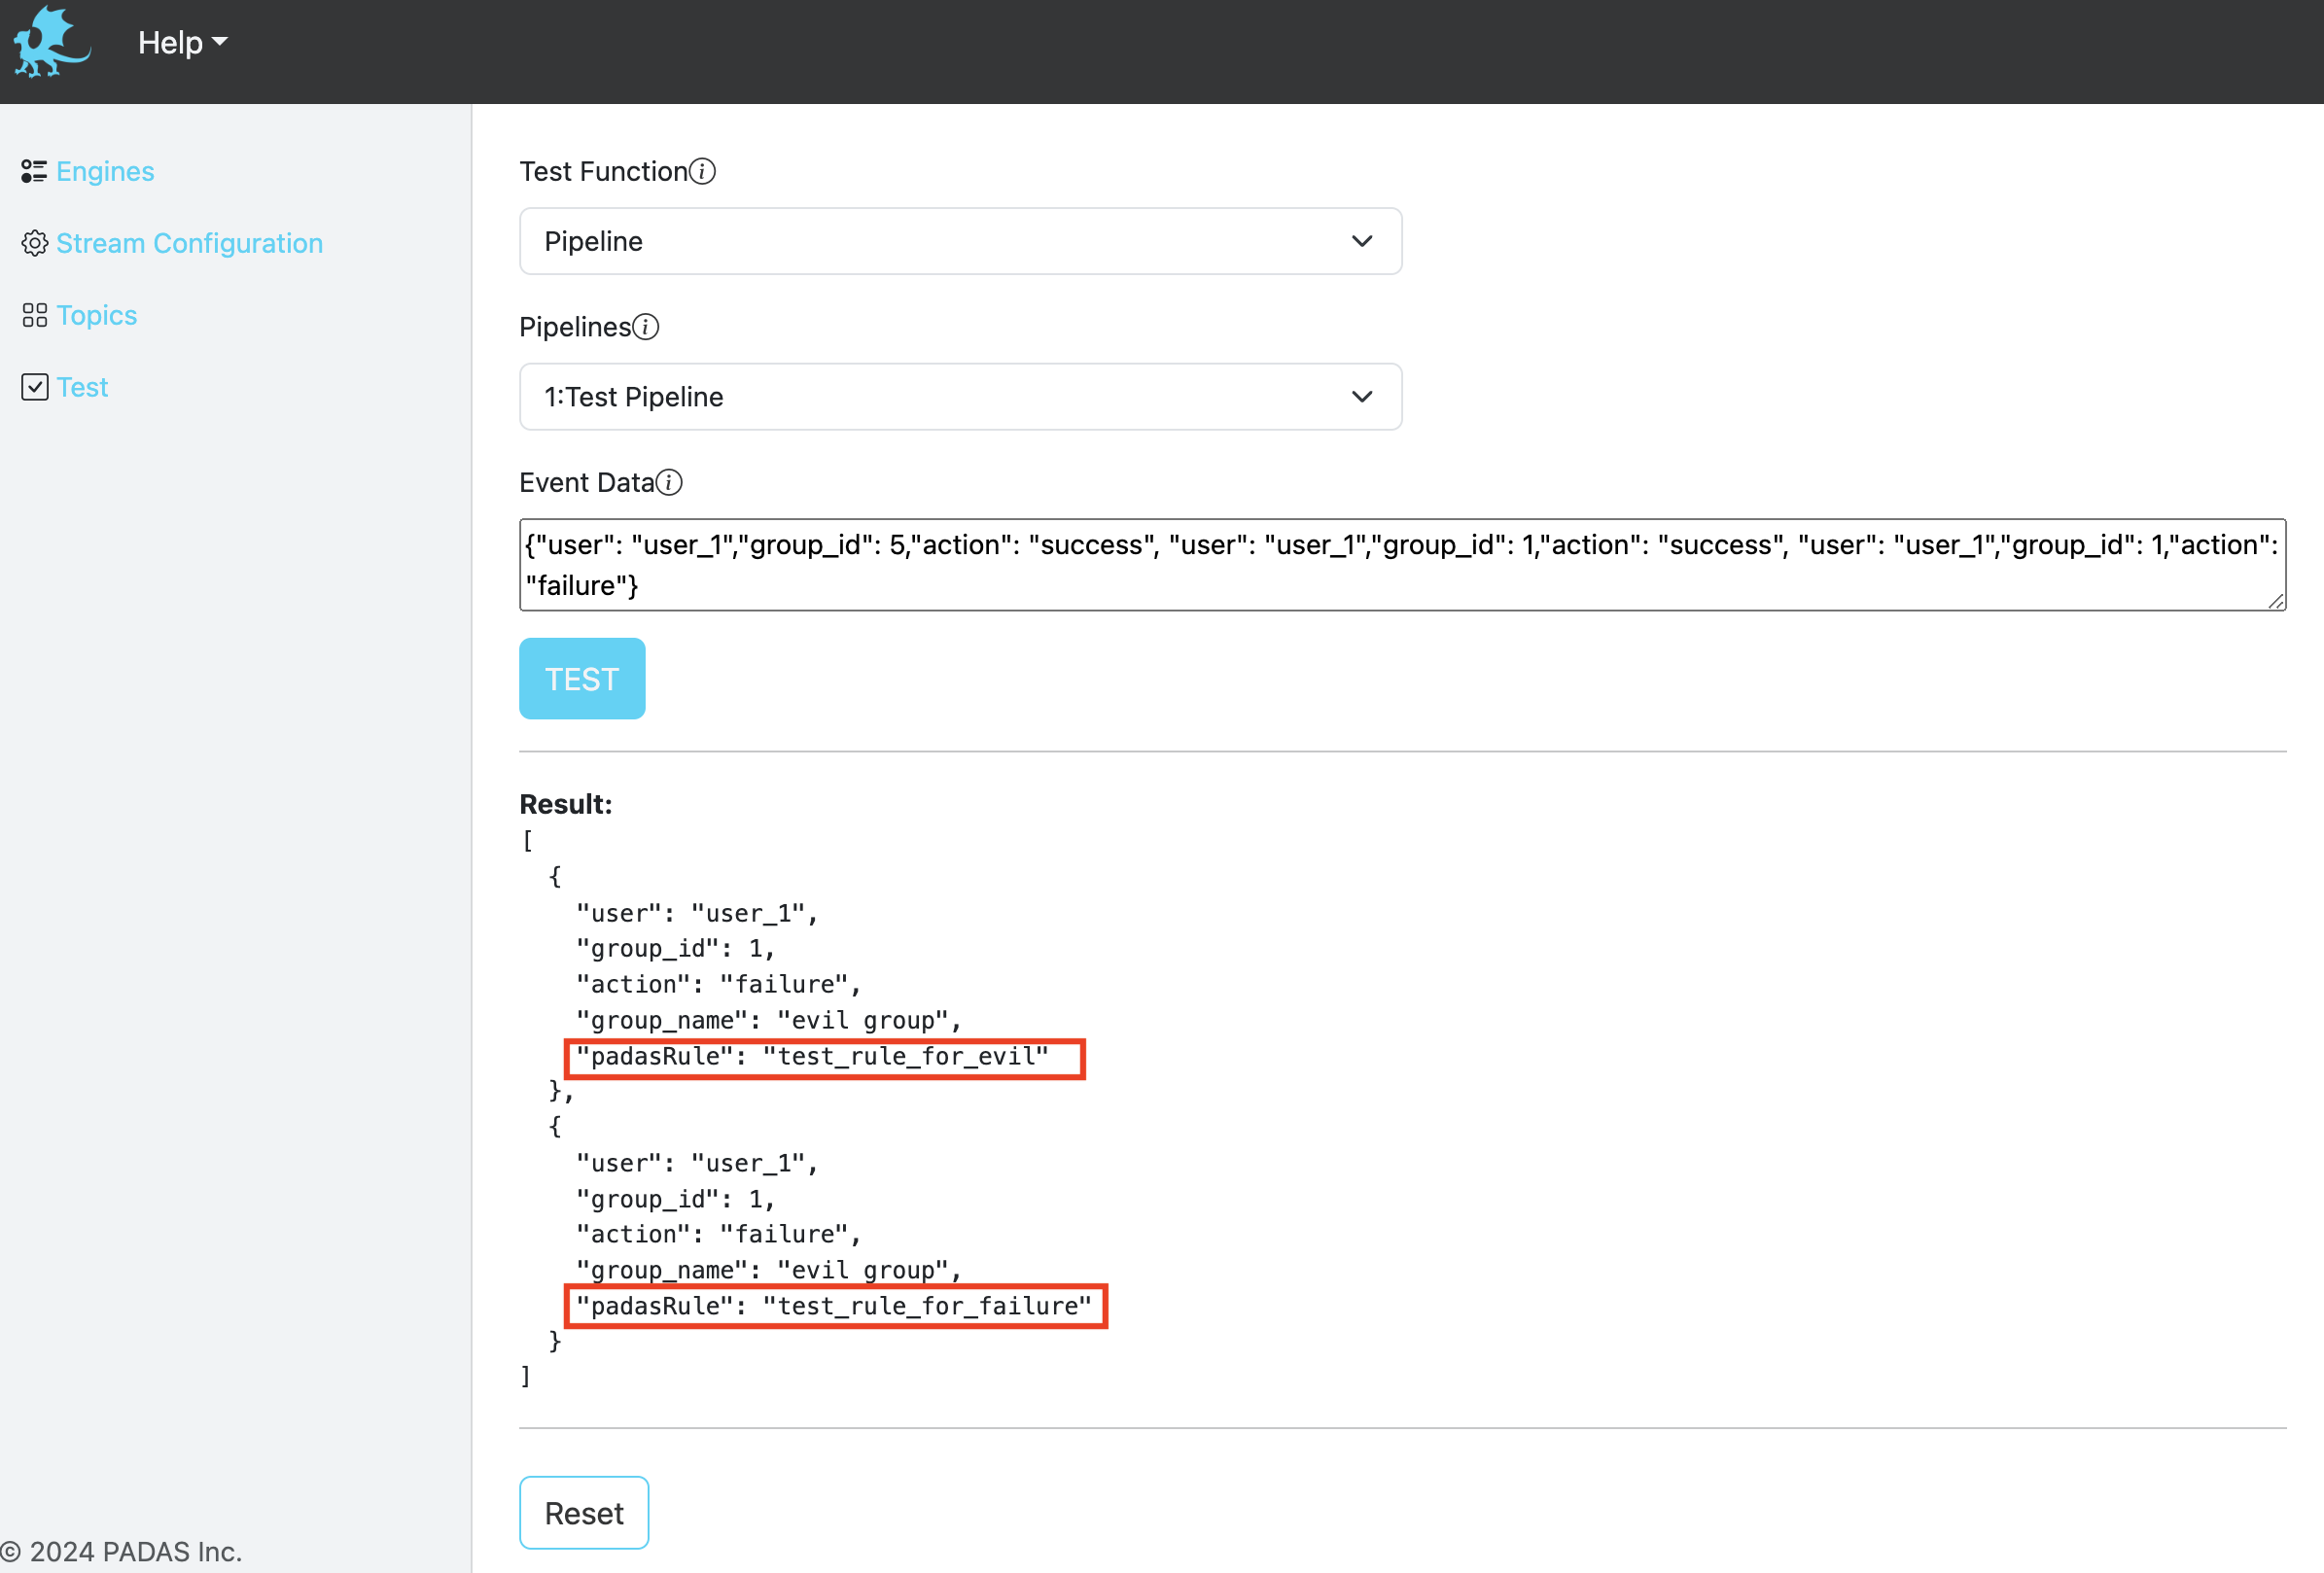 Help
Engines
Stream Configuration
Topics
Test
Test Function
Pipeline
Pipelines
1:Test Pipeline
Event Data
{"user": "user_1","group_id": 5,"action": "success", "user": "user_1","group_id": 1,"action": "success", "user": "user_1","group_id": 1,"action":
"failure"}
TEST
Result:
[
  {
    "user": "user_1",
    "group_id": 1,
    "action": "failure",
    "group_name": "evil group",
    "padasRule": "test_rule_for_evil"
  },
  {
    "user": "user_1",
    "group_id": 1,
    "action": "failure",
    "group_name": "evil group",
    "padasRule": "test_rule_for_failure"
  }
]
Reset
© 2024 PADAS Inc.